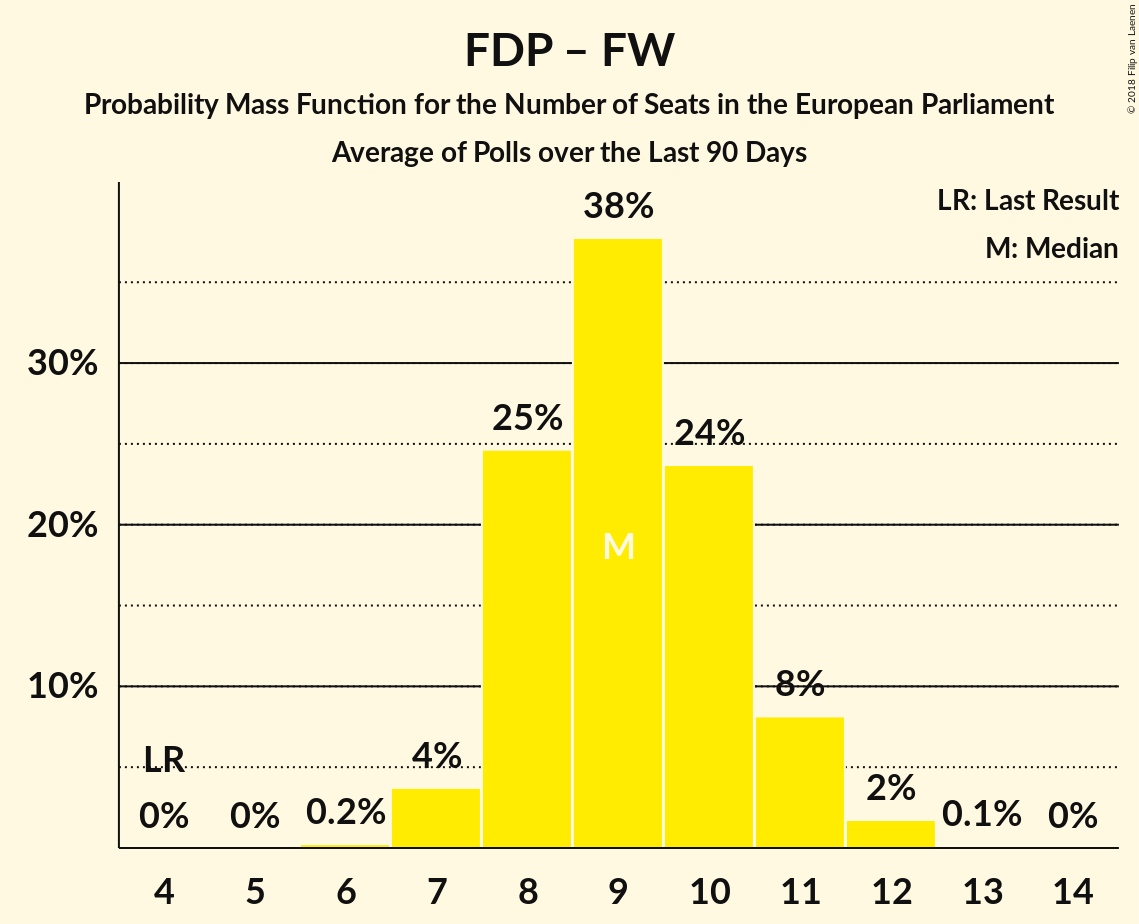 FDP – FW
Probability Mass Function for the Number of Seats in the European Parliament
Average of Polls over the Last 90 Days
© 2018 Filip van Laenen
LR: Last Result
M: Median
38%
30%
25%
24%
20%
M
10%
8%
LR
4%
2%
0% 0% 0.2% 0.1% 0%
4 5 6 7 8 9 10 11 12 13 14